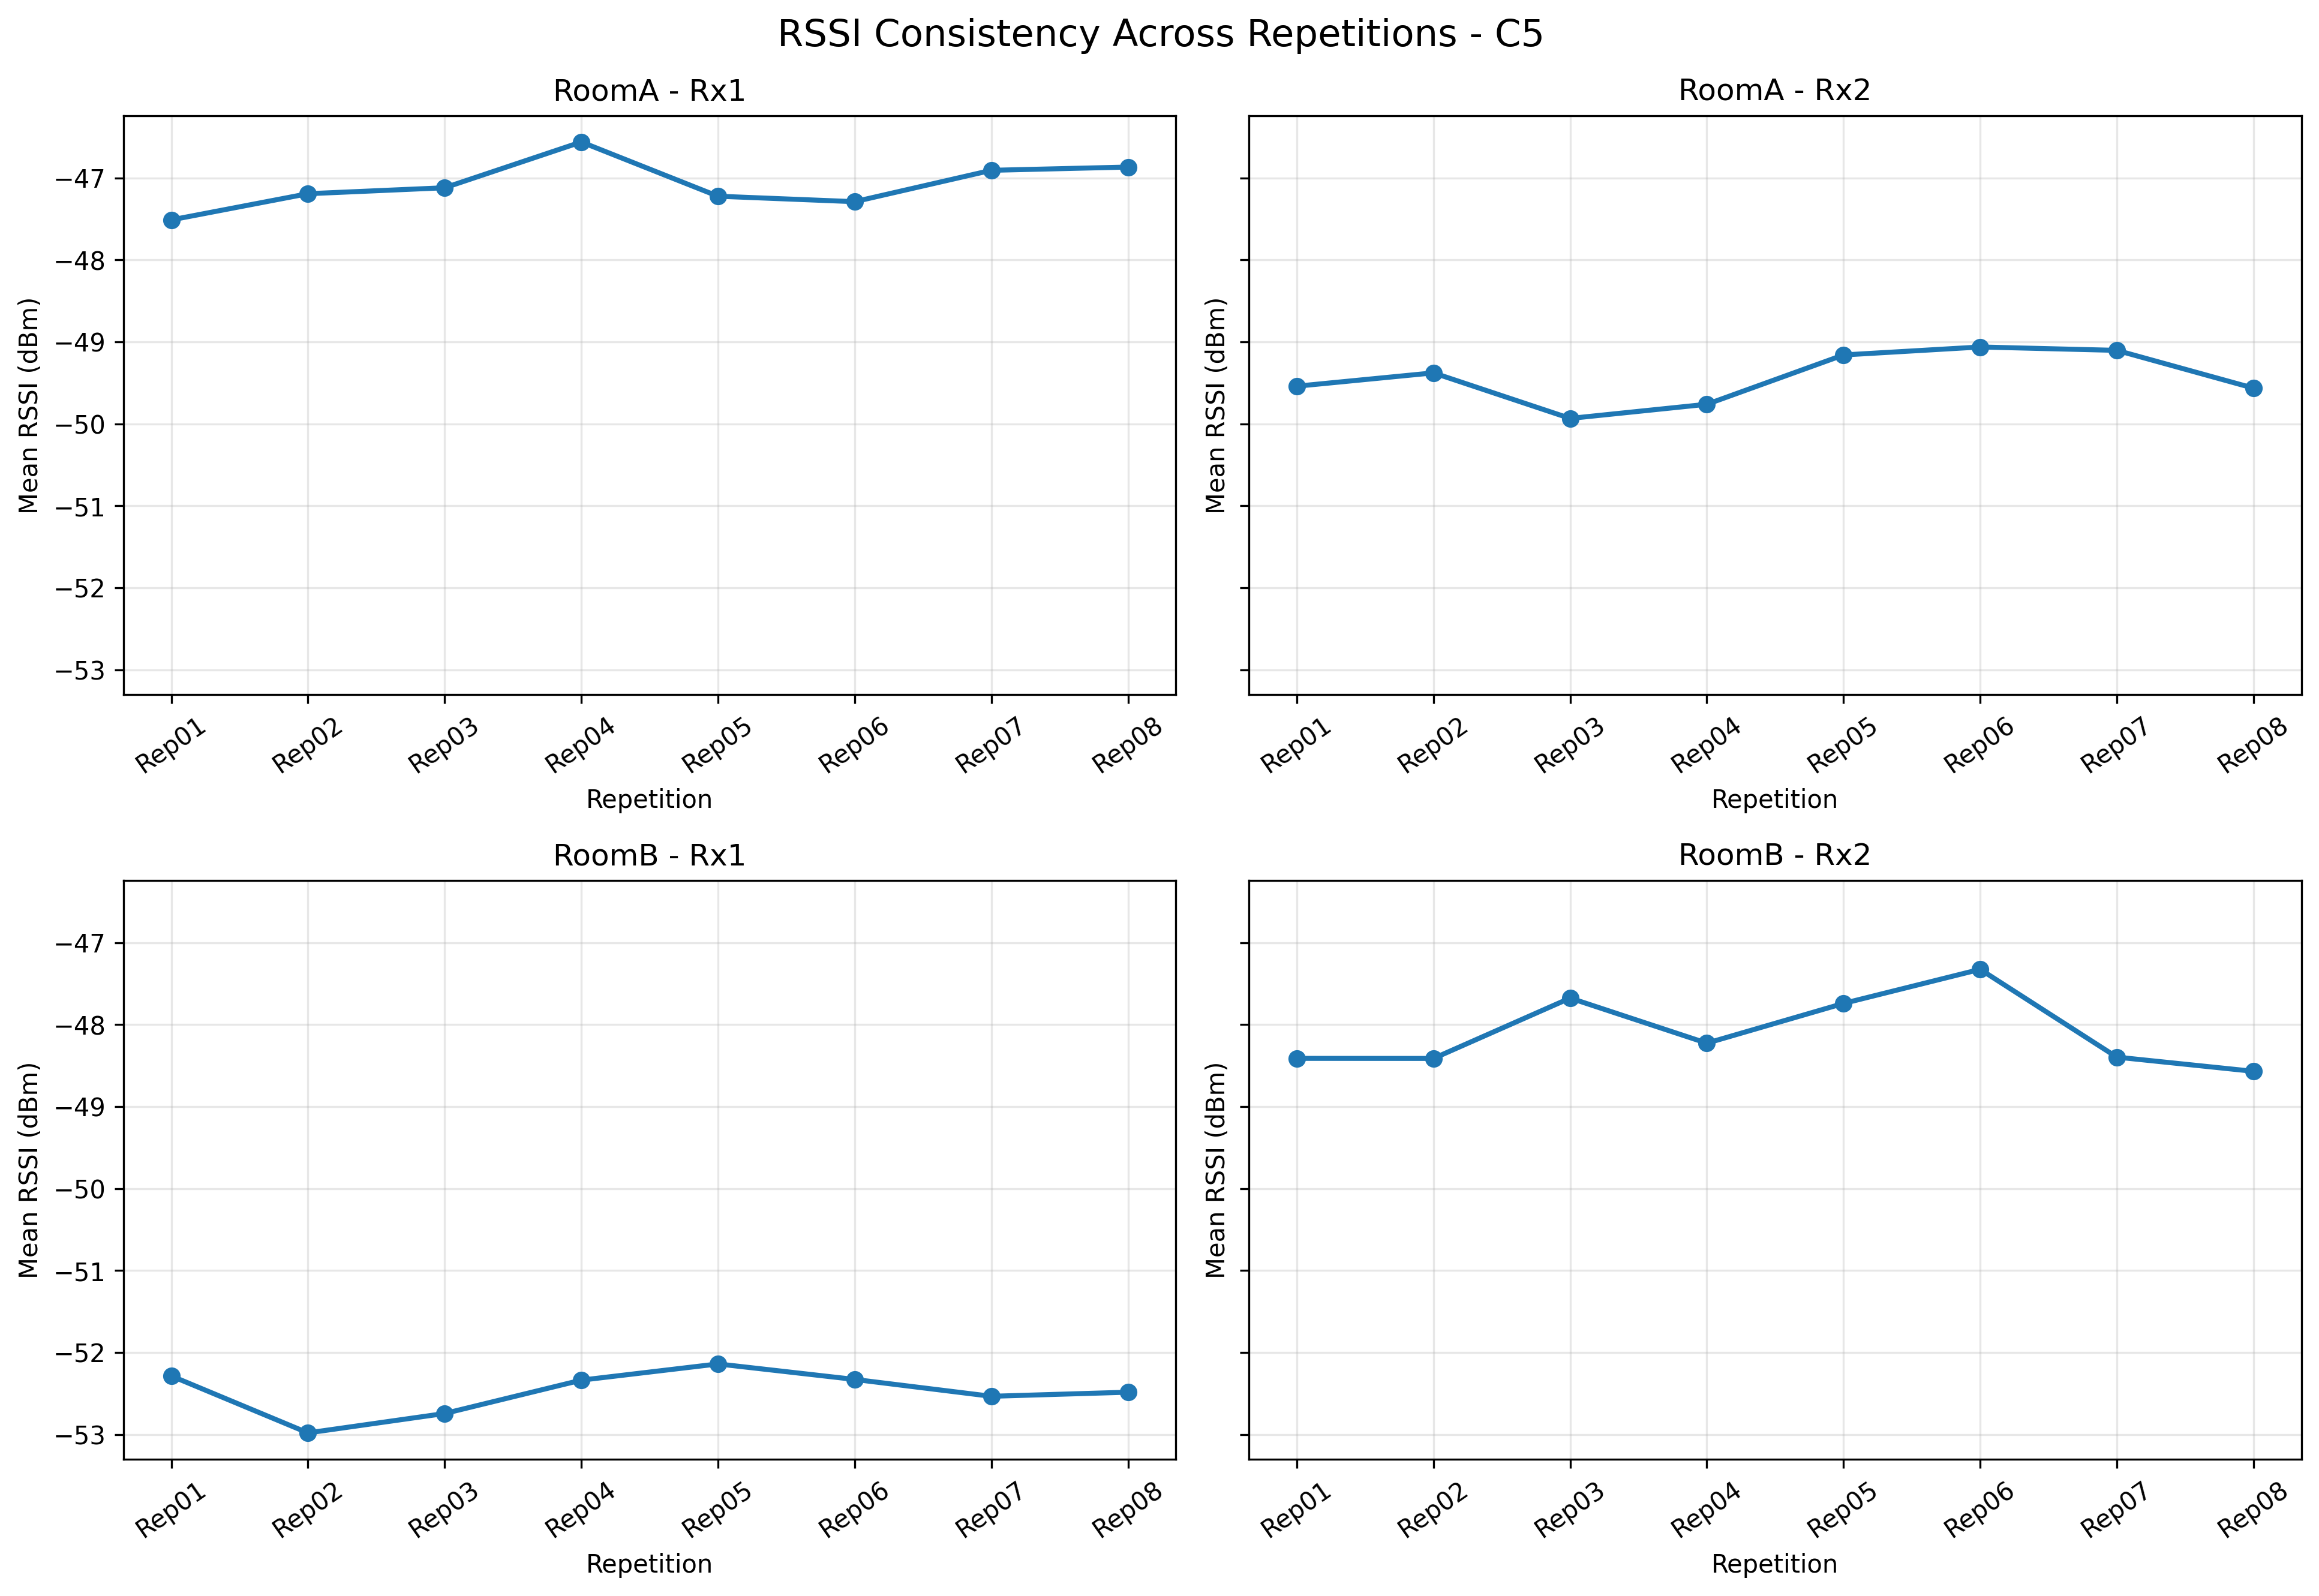 RSSI Consistency Across Repetitions - C5
RoomA - Rx1
Mean RSSI (dBm)
−47
−48
−49
−50
−51
−52
−53
Rep01 Rep02 Rep03 Rep04 Rep05 Rep06 Rep07 Rep08
Repetition
RoomA - Rx2
Mean RSSI (dBm)
Rep01 Rep02 Rep03 Rep04 Rep05 Rep06 Rep07 Rep08
Repetition
RoomB - Rx1
Mean RSSI (dBm)
−47
−48
−49
−50
−51
−52
−53
Rep01 Rep02 Rep03 Rep04 Rep05 Rep06 Rep07 Rep08
Repetition
RoomB - Rx2
Mean RSSI (dBm)
Rep01 Rep02 Rep03 Rep04 Rep05 Rep06 Rep07 Rep08
Repetition